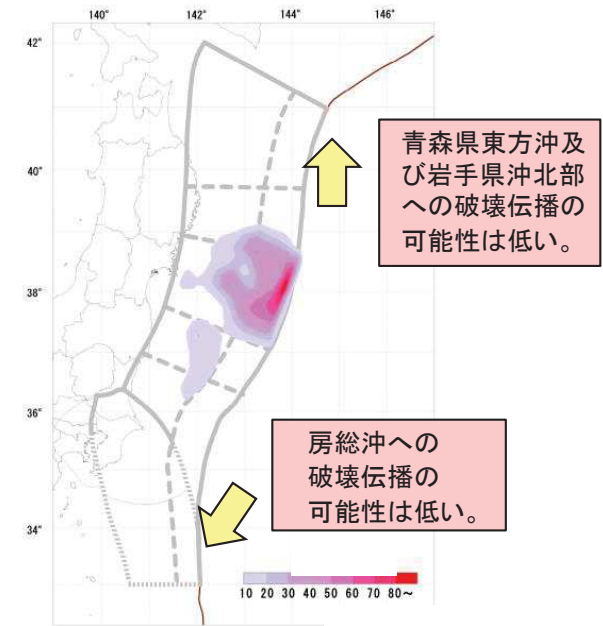 140° 142° 144° 146°
42°
40°
38°
36°
34°
青森県東方沖及
び岩手県沖北部
への破壊伝播の
可能性は低い。
房総沖への
破壊伝播の
可能性は低い。
10 20 30 40 50 60 70 80～